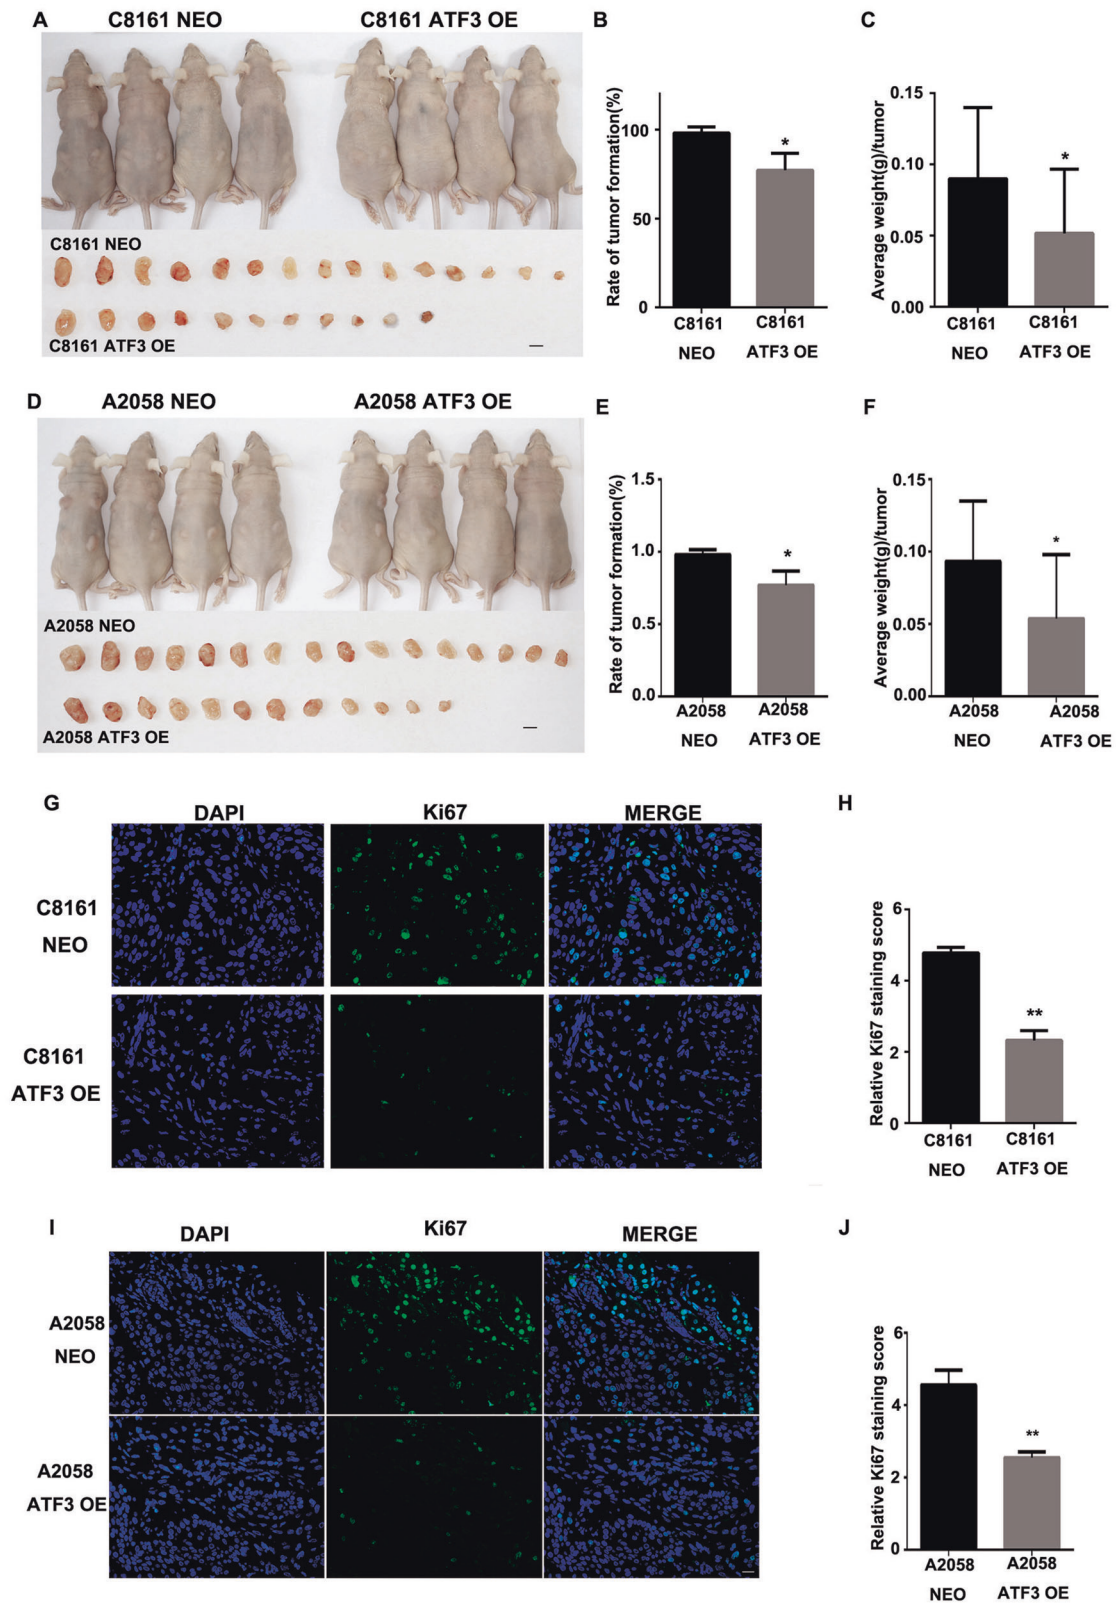 A
C8161 NEO
C8161 ATF3 OE
C8161 NEO
C8161 ATF3 OE
B
Rate of tumor formation(%)
100
50
0
*
C8161
NEO
C8161
ATF3 OE
C
Average weight(g)/tumor
0.15
0.10
0.05
0.00
*
C8161
NEO
C8161
ATF3 OE
D
A2058 NEO
A2058 ATF3 OE
A2058 NEO
A2058 ATF3 OE
E
Rate of tumor formation(%)
1.5
1.0
0.5
0.0
*
A2058
NEO
A2058
ATF3 OE
F
Average weight(g)/tumor
0.15
0.10
0.05
0.00
*
A2058
NEO
A2058
ATF3 OE
G
DAPI
Ki67
MERGE
C8161
NEO
C8161
ATF3 OE
H
Relative Ki67 staining score
6
4
2
0
**
C8161
NEO
C8161
ATF3 OE
I
DAPI
Ki67
MERGE
A2058
NEO
A2058
ATF3 OE
J
Relative Ki67 staining score
6
4
2
0
**
A2058
NEO
A2058
ATF3 OE